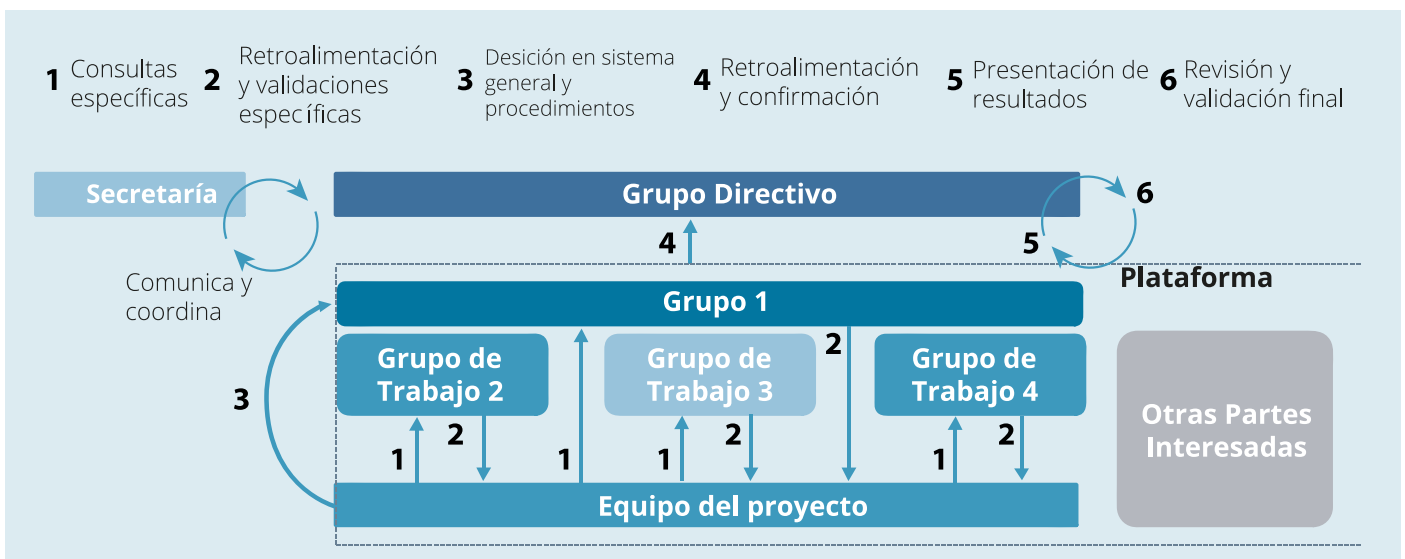 1 Consultas
específicas
2 Retroalimentación
y validaciones
específicas
3 Desición en sistema
general y
procedimientos
4 Retroalimentación
y confirmación
5 Presentación de
resultados
6 Revisión y
validación final
Secretaría
Grupo Directivo
6
4
5
Comunica y
coordina
Plataforma
Grupo 1
2
Grupo de
Trabajo 2
Grupo de
Trabajo 3
Grupo de
Trabajo 4
3
1
2
1
1
2
1
2
Otras Partes
Interesadas
Equipo del proyecto